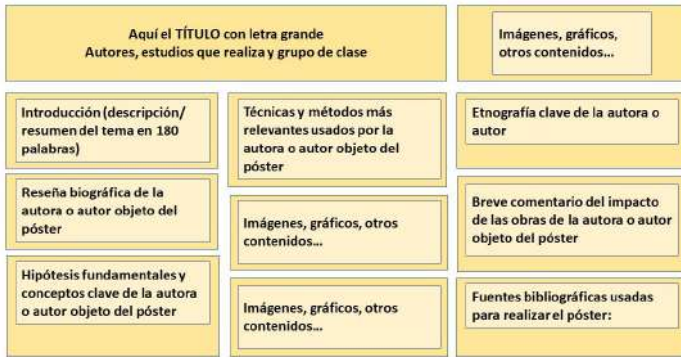 Aquí el TÍTULO con letra grande
Autores, estudios que realiza y grupo de clase
Imágenes, gráficos,
otros contenidos...
Introducción (descripción/
resumen del tema en 180
palabras)
Reseña biográfica de la
autora o autor objeto del
póster
Hipótesis fundamentales y
conceptos clave de la autora
o autor objeto del póster
Técnicas y métodos más
relevantes usados por la
autora o autor objeto del
póster
Imágenes, gráficos, otros
contenidos...
Imágenes, gráficos, otros
contenidos...
Etnografía clave de la autora o
autor
Breve comentario del impacto
de las obras de la autora o autor
objeto del póster
Fuentes bibliográficas usadas
para realizar el póster: